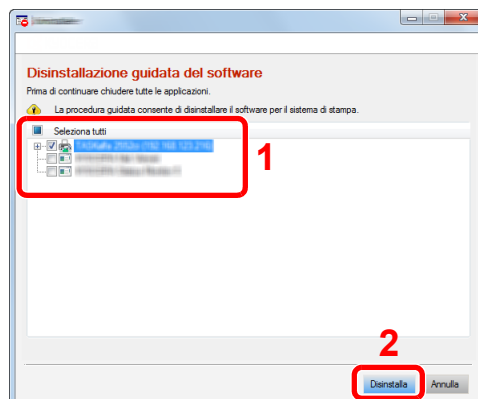 Disinstallazione guidata del software
Prima di continuare chiudere tutte le applicazioni.
La procedura guidata consente di disinstallare il software per il sistema di stampa.
Seleziona tutti
1
2
Disinstalla Annulla